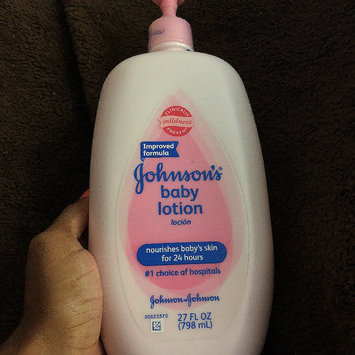 CLINICALLY
mildness
PROVEN
Improved
formula
Johnson's
baby
lotion
loción
nourishes baby's skin
for 24 hours
#1 choice of hospitals
Johnson & Johnson
27 FL OZ
(798 mL)